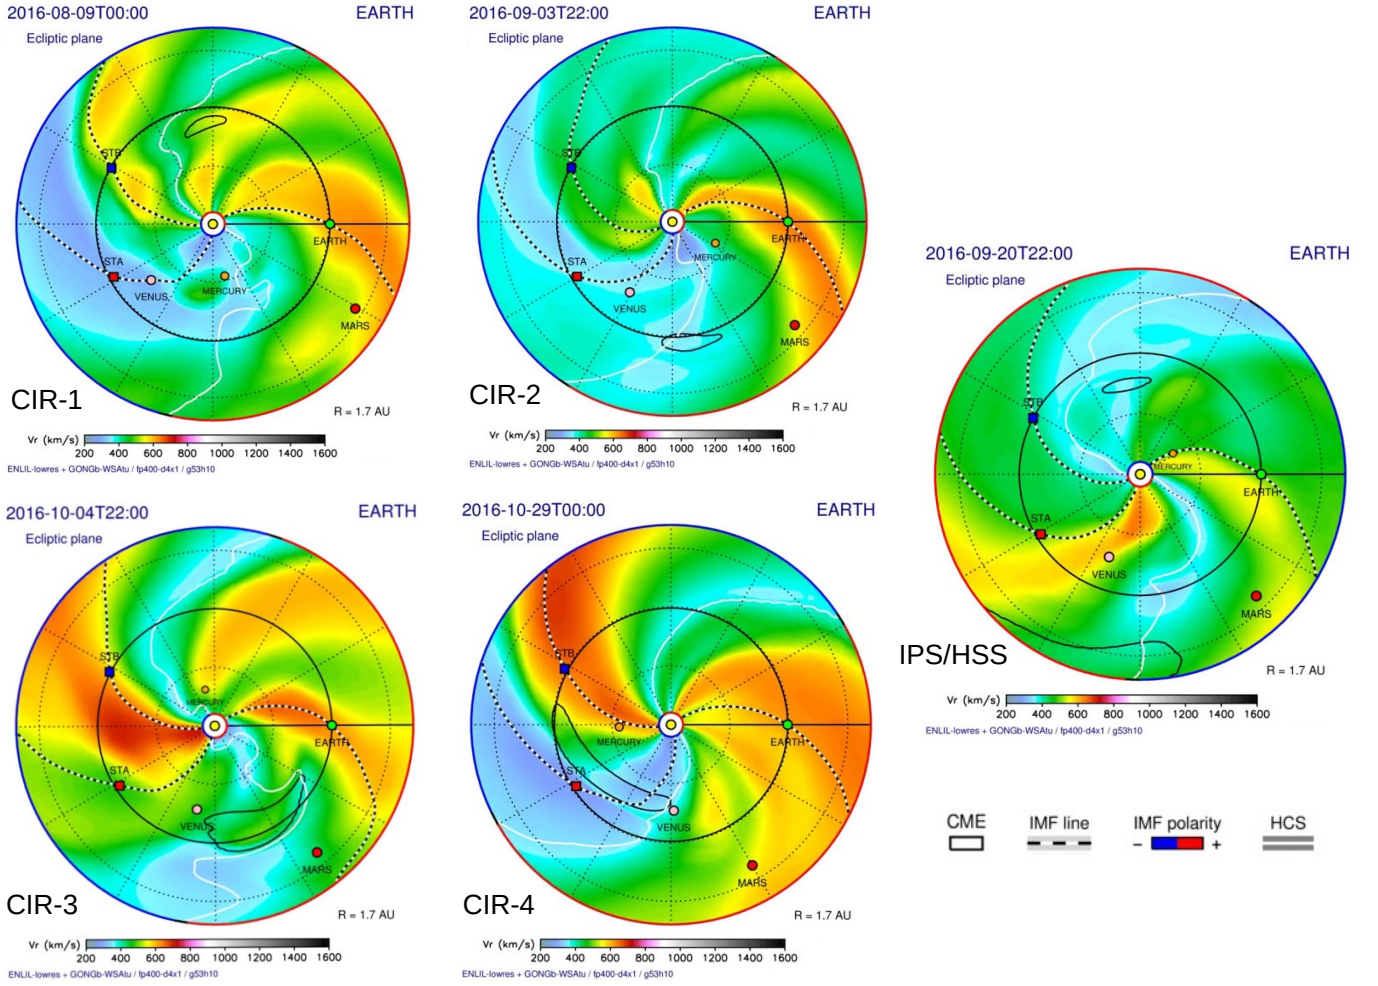 2016-08-09T00:00 EARTH
Ecliptic plane
STB
EARTH
STA
VENUS
MERCURY
MARS
CIR-1
R = 1.7 AU
Vr (km/s)
200 400 600 800 1000 1200 1400 1600
ENLIL-lowres + GONGb-WSAtu / fp400-d4x1 / g53h10
2016-09-03T22:00 EARTH
Ecliptic plane
STB
EARTH
MERCURY
STA
VENUS
MARS
CIR-2
R = 1.7 AU
Vr (km/s)
200 400 600 800 1000 1200 1400 1600
ENLIL-lowres + GONGb-WSAtu / fp400-d4x1 / g53h10
2016-09-20T22:00 EARTH
Ecliptic plane
STB
MERCURY
EARTH
STA
VENUS
MARS
IPS/HSS
R = 1.7 AU
Vr (km/s)
200 400 600 800 1000 1200 1400 1600
ENLIL-lowres + GONGb-WSAtu / fp400-d4x1 / g53h10
2016-10-04T22:00 EARTH
Ecliptic plane
STB
MERCURY
EARTH
STA
VENUS
MARS
CIR-3
R = 1.7 AU
Vr (km/s)
200 400 600 800 1000 1200 1400 1600
ENLIL-lowres + GONGb-WSAtu / fp400-d4x1 / g53h10
2016-10-29T00:00 EARTH
Ecliptic plane
STB
MERCURY
EARTH
STA
VENUS
MARS
CIR-4
R = 1.7 AU
Vr (km/s)
200 400 600 800 1000 1200 1400 1600
ENLIL-lowres + GONGb-WSAtu / fp400-d4x1 / g53h10
CME IMF line IMF polarity HCS
− +